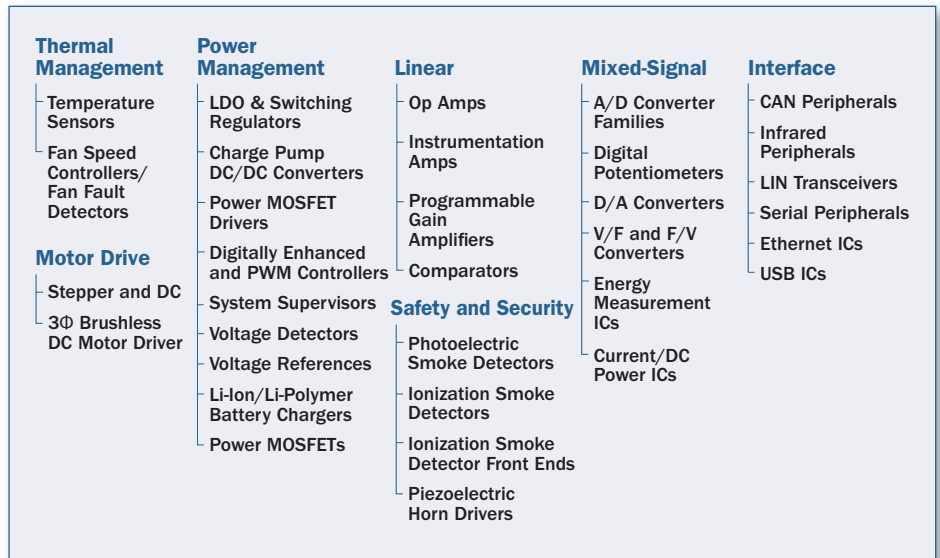 Thermal
Management
Temperature
Sensors
Fan Speed
Controllers/
Fan Fault
Detectors
Motor Drive
Stepper and DC
3Φ Brushless
DC Motor Driver
Power
Management
LDO & Switching
Regulators
Charge Pump
DC/DC Converters
Power MOSFET
Drivers
Digitally Enhanced
and PWM Controllers
System Supervisors
Voltage Detectors
Voltage References
Li-Ion/Li-Polymer
Battery Chargers
Power MOSFETs
Linear
Op Amps
Instrumentation
Amps
Programmable
Gain
Amplifiers
Comparators
Safety and Security
Photoelectric
Smoke Detectors
Ionization Smoke
Detectors
Ionization Smoke
Detector Front Ends
Piezoelectric
Horn Drivers
Mixed-Signal
A/D Converter
Families
Digital
Potentiometers
D/A Converters
V/F and F/V
Converters
Energy
Measurement
ICs
Current/DC
Power ICs
Interface
CAN Peripherals
Infrared
Peripherals
LIN Transceivers
Serial Peripherals
Ethernet ICs
USB ICs